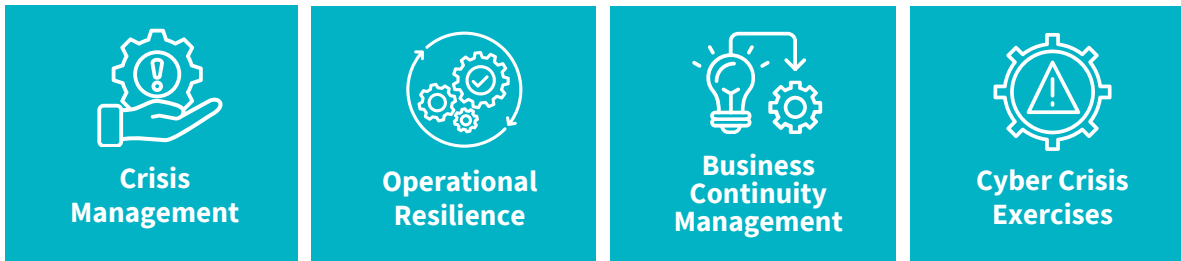 Crisis
Management
Operational
Resilience
Business
Continuity
Management
Cyber Crisis
Exercises